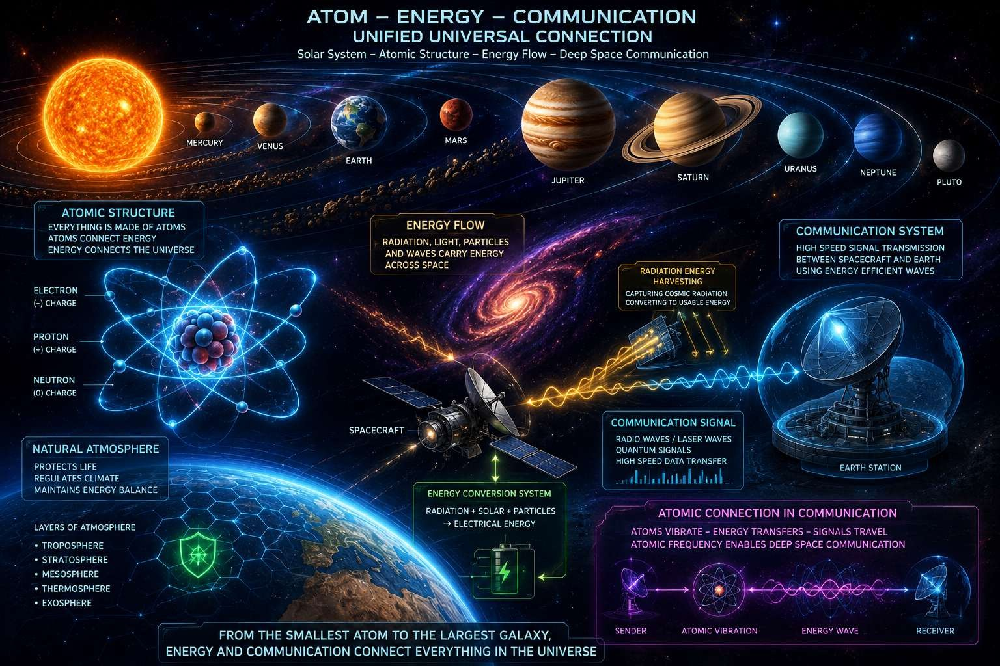 ATOM – ENERGY – COMMUNICATION
UNIFIED UNIVERSAL CONNECTION
Solar System – Atomic Structure – Energy Flow – Deep Space Communication
MERCURY
VENUS
EARTH
MARS
JUPITER
SATURN
URANUS
NEPTUNE
PLUTO
ATOMIC STRUCTURE
EVERYTHING IS MADE OF ATOMS
ATOMS CONNECT ENERGY
ENERGY CONNECTS THE UNIVERSE
ELECTRON
(-) CHARGE
PROTON
(+) CHARGE
NEUTRON
(0) CHARGE
ENERGY FLOW
RADIATION, LIGHT, PARTICLES
AND WAVES CARRY ENERGY
ACROSS SPACE
RADIATION ENERGY
HARVESTING
CAPTURING COSMIC RADIATION
CONVERTING TO USABLE ENERGY
COMMUNICATION SYSTEM
HIGH SPEED SIGNAL TRANSMISSION
BETWEEN SPACECRAFT AND EARTH
USING ENERGY EFFICIENT WAVES
SPACECRAFT
COMMUNICATION SIGNAL
RADIO WAVES / LASER WAVES
QUANTUM SIGNALS
HIGH SPEED DATA TRANSFER
EARTH STATION
NATURAL ATMOSPHERE
PROTECTS LIFE
REGULATES CLIMATE
MAINTAINS ENERGY BALANCE
LAYERS OF ATMOSPHERE
• TROPOSPHERE
• STRATOSPHERE
• MESOSPHERE
• THERMOSPHERE
• EXOSPHERE
ENERGY CONVERSION SYSTEM
RADIATION + SOLAR + PARTICLES
→ ELECTRICAL ENERGY
ATOMIC CONNECTION IN COMMUNICATION
ATOMS VIBRATE – ENERGY TRANSFERS – SIGNALS TRAVEL
ATOMIC FREQUENCY ENABLES DEEP SPACE COMMUNICATION
SENDER
ATOMIC VIBRATION
ENERGY WAVE
RECEIVER
FROM THE SMALLEST ATOM TO THE LARGEST GALAXY,
ENERGY AND COMMUNICATION CONNECT EVERYTHING IN THE UNIVERSE